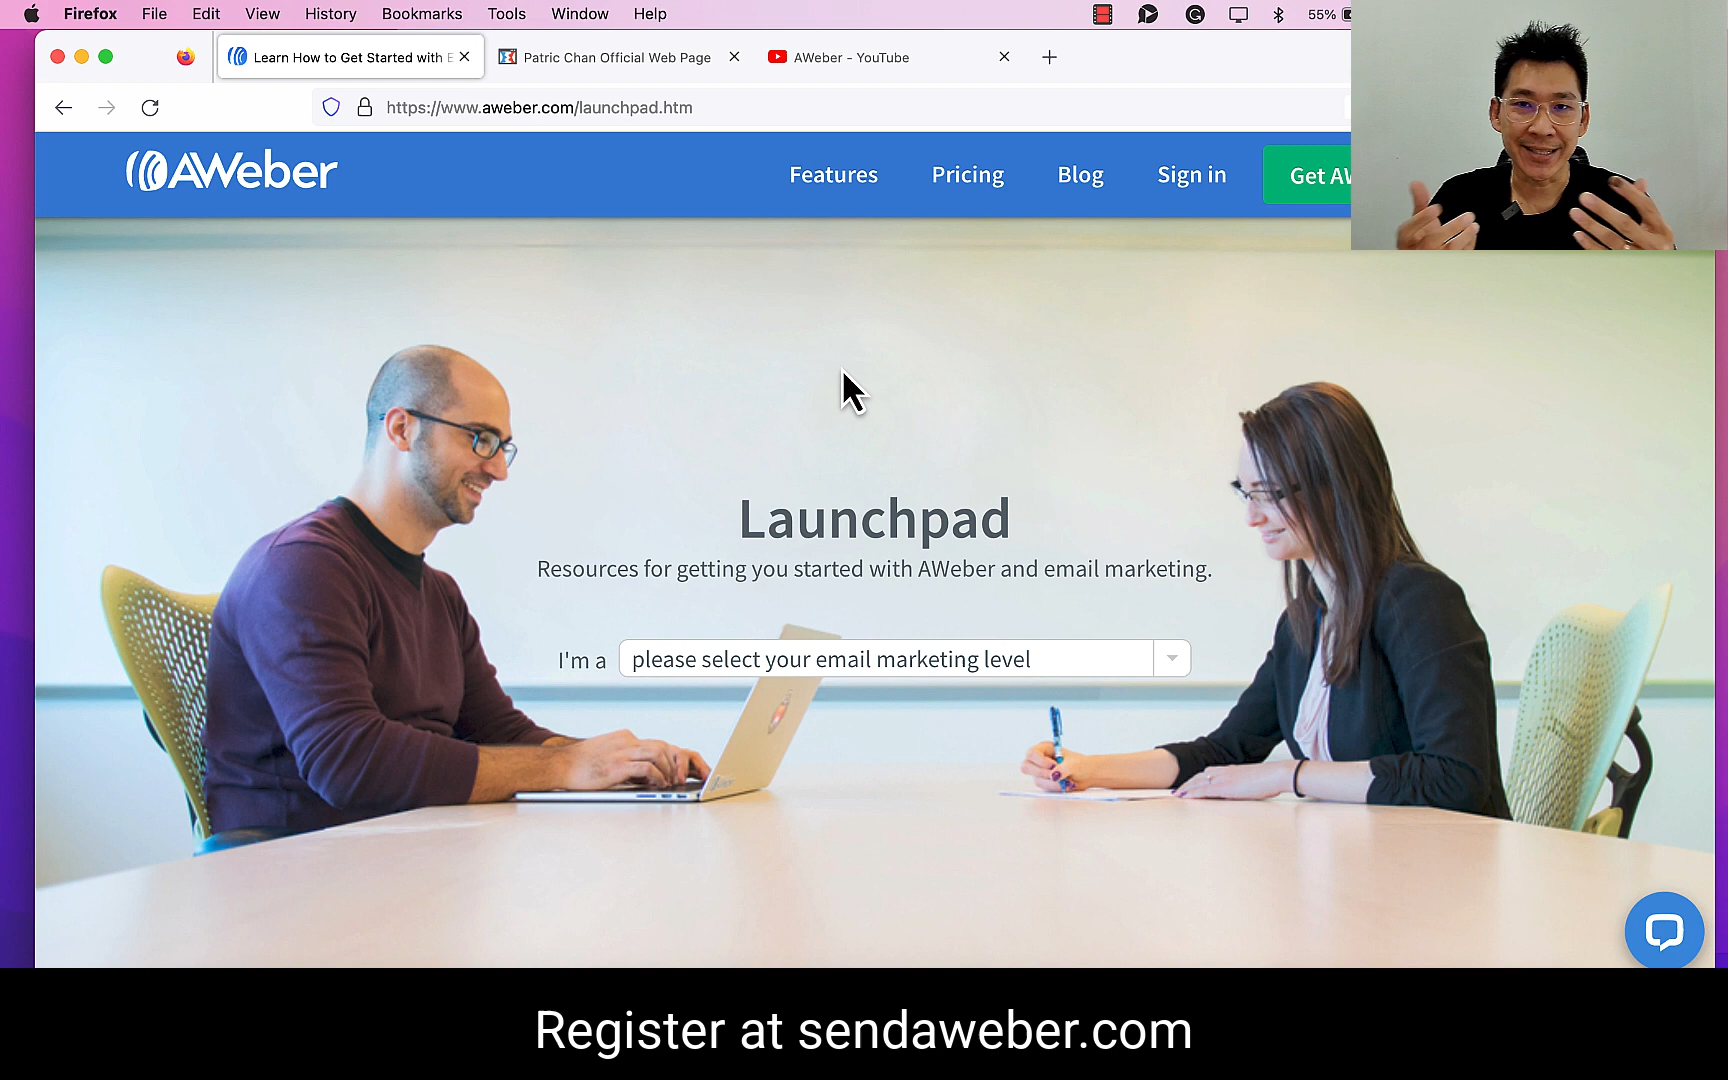 Firefox File Edit View History Bookmarks Tools Window Help 55%
Learn How to Get Started with E Patric Chan Official Web Page AWeber - YouTube
https://www.aweber.com/launchpad.htm
AWeber Features Pricing Blog Sign in Get AW
Launchpad
Resources for getting you started with AWeber and email marketing.
I'm a please select your email marketing level
Register at sendaweber.com